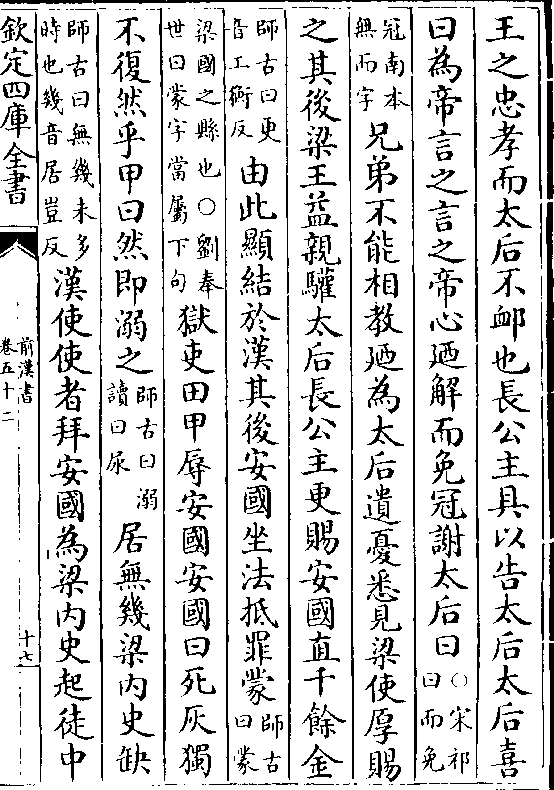 王之忠孝而太后不卹也長公主具以告太后太后喜
曰為帝言之言之帝心廼解而免冠謝太后曰○宋祁曰而免
冠南本無而字兄弟不能相教廼為太后遺憂悉見梁使厚賜
之其後梁王益親驩太后長公主更賜安國直千餘金
師古曰更音工衡反由此顯結於漢其後安國坐法抵罪蒙師古曰蒙
梁國之縣也○劉奉世曰蒙字當屬下句獄吏田甲辱安國安國曰死灰獨
不復然乎甲曰然即溺之師古曰溺讀曰尿居無幾梁內史缺
師古曰無幾未多時也幾音居豈反漢使使者拜安國為梁內史起徒中
欽定四庫全書
前漢書
卷五十二
十七